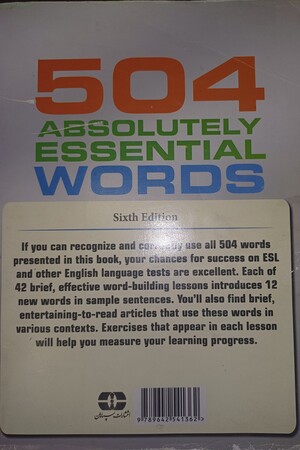 504
ABSOLUTELY
ESSENTIAL
WORDS
Sixth Edition
If you can recognize and correctly use all 504 words
presented in this book, your chances for success on ESL
and other English language tests are excellent. Each of
42 brief, effective word-building lessons introduces 12
new words in sample sentences. You'll also find brief,
entertaining-to-read articles that use these words in
various contexts. Exercises that appear in each lesson
will help you measure your learning progress.
9 789642 541362